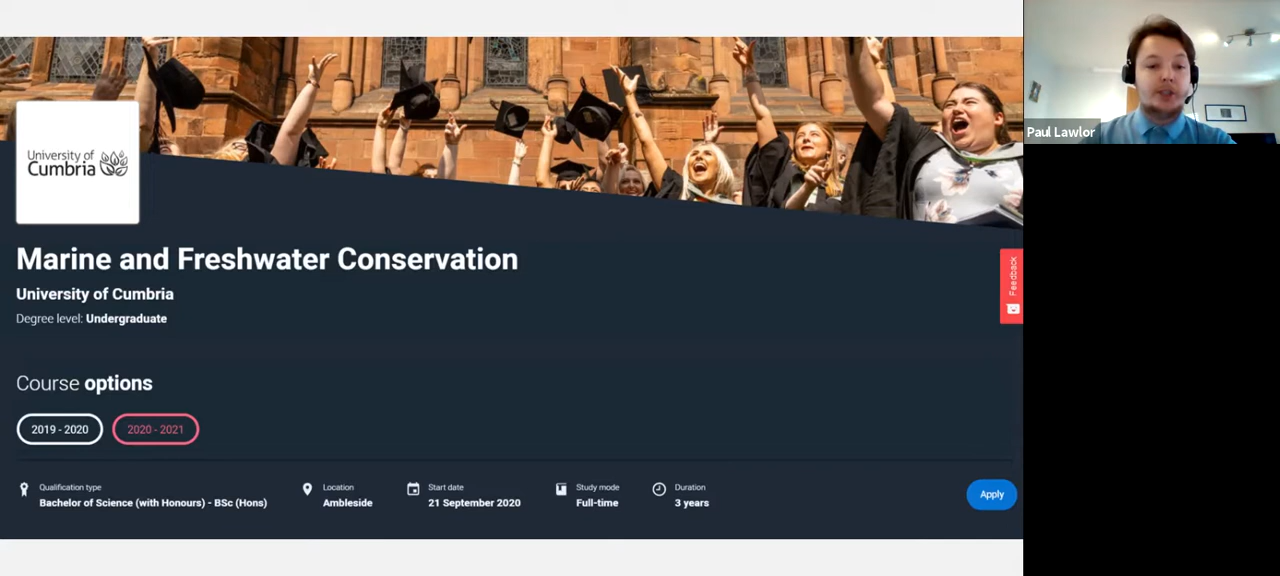 University of
Cumbria
Paul Lawlor
Marine and Freshwater Conservation
University of Cumbria
Degree level: Undergraduate
Feedback
Course options
2019 - 2020
2020 - 2021
Qualification type
Bachelor of Science (with Honours) - BSc (Hons)
Location
Ambleside
Start date
21 September 2020
Study mode
Full-time
Duration
3 years
Apply